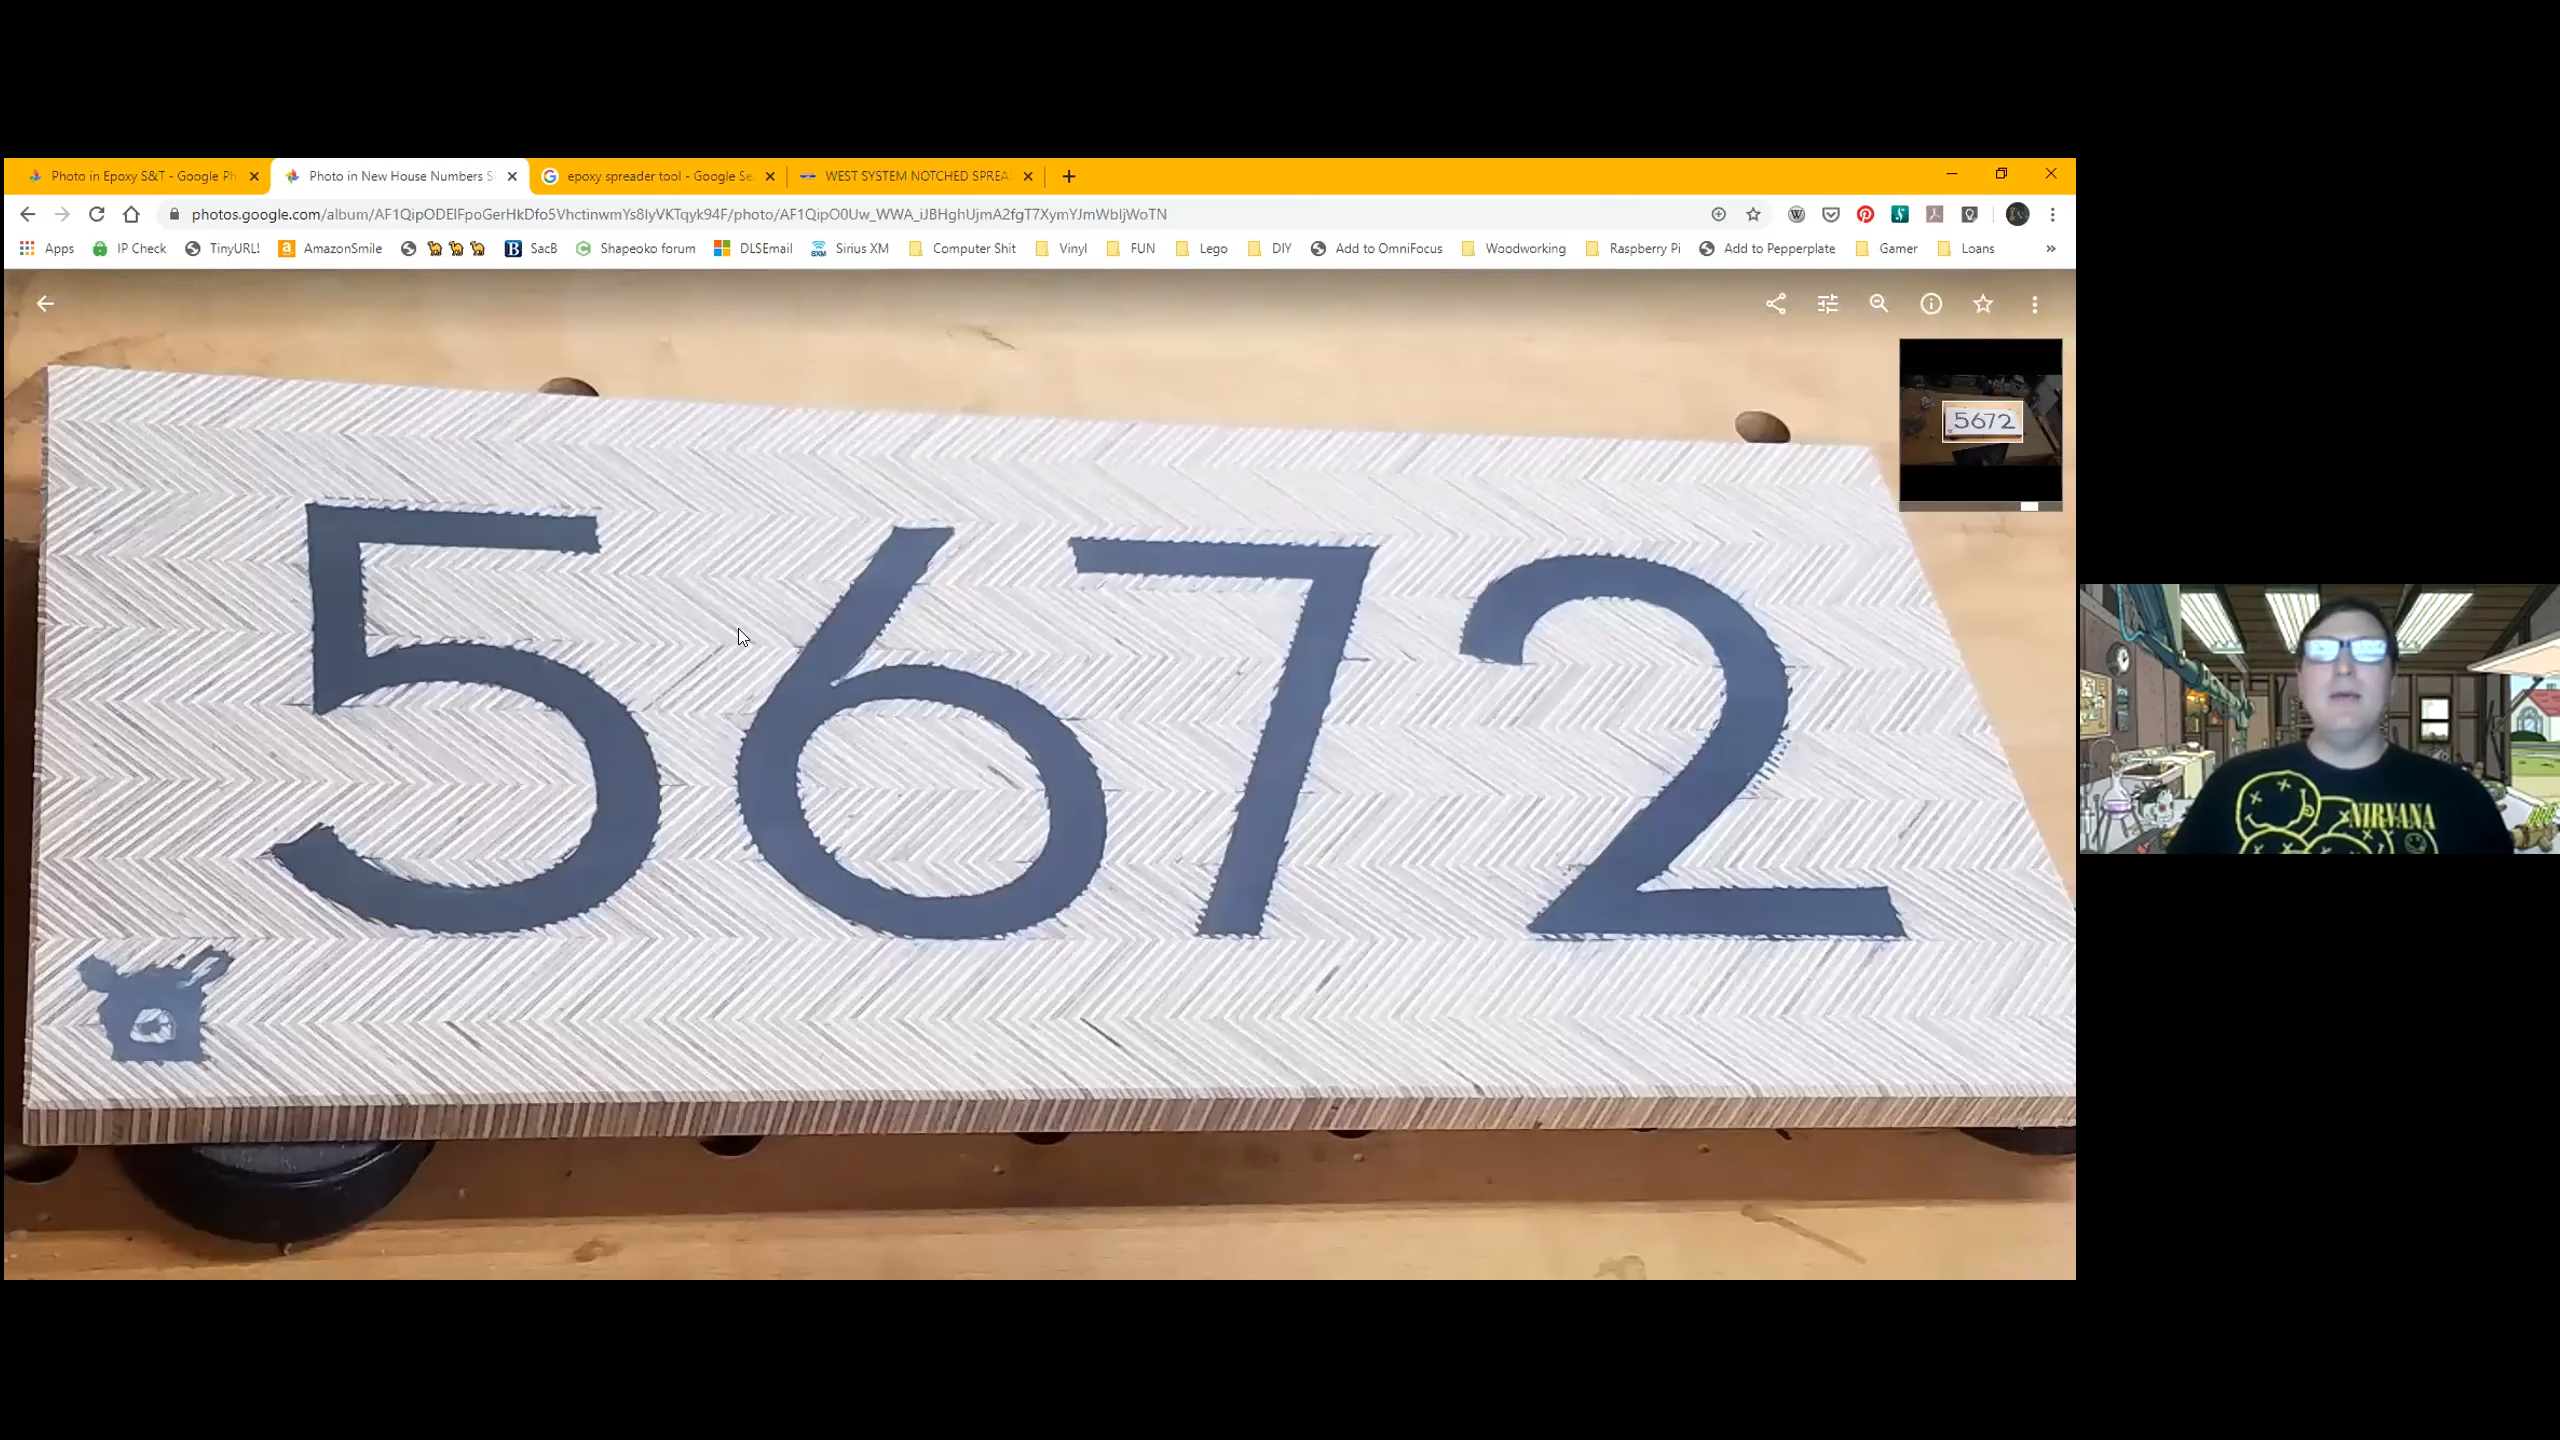 Photo in Epoxy S&T - Google Ph
Photo in New House Numbers S
epoxy spreader tool - Google Se
WEST SYSTEM NOTCHED SPREA
photos.google.com/album/AF1QipODElFpoGerHkDfo5VhctinwmYs8IyVKTqyk94F/photo/AF1QipO0Uw_WWA_iJBHghUjmA2fgT7XymYJmWbljWoTN
Apps IP Check TinyURL! AmazonSmile SacB Shapeoko forum DLSEmail Sirius XM Computer Shit Vinyl FUN Lego DIY Add to OmniFocus Woodworking Raspberry Pi Add to Pepperplate Gamer Loans »
5672
5672
NIRVANA